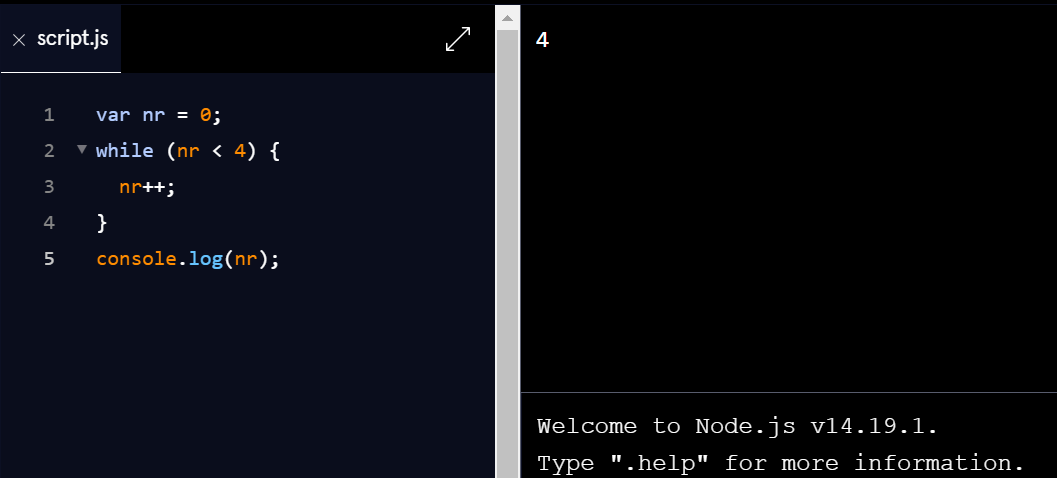 script.js
1 var nr = 0;
2 while (nr < 4) {
3   nr++;
4 }
5 console.log(nr);
4
Welcome to Node.js v14.19.1.
Type ".help" for more information.